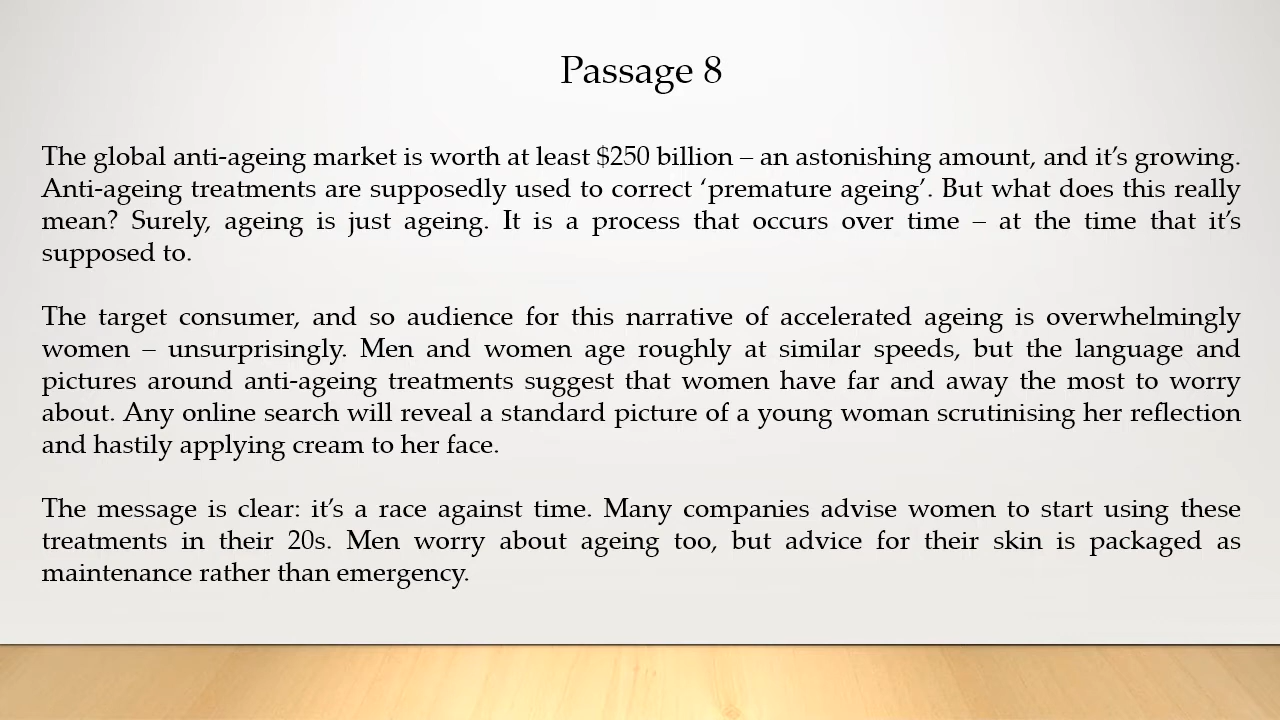 Passage 8
The global anti-ageing market is worth at least $250 billion – an astonishing amount, and it’s growing.
Anti-ageing treatments are supposedly used to correct ‘premature ageing’. But what does this really
mean? Surely, ageing is just ageing. It is a process that occurs over time – at the time that it’s
supposed to.
The target consumer, and so audience for this narrative of accelerated ageing is overwhelmingly
women – unsurprisingly. Men and women age roughly at similar speeds, but the language and
pictures around anti-ageing treatments suggest that women have far and away the most to worry
about. Any online search will reveal a standard picture of a young woman scrutinising her reflection
and hastily applying cream to her face.
The message is clear: it’s a race against time. Many companies advise women to start using these
treatments in their 20s. Men worry about ageing too, but advice for their skin is packaged as
maintenance rather than emergency.